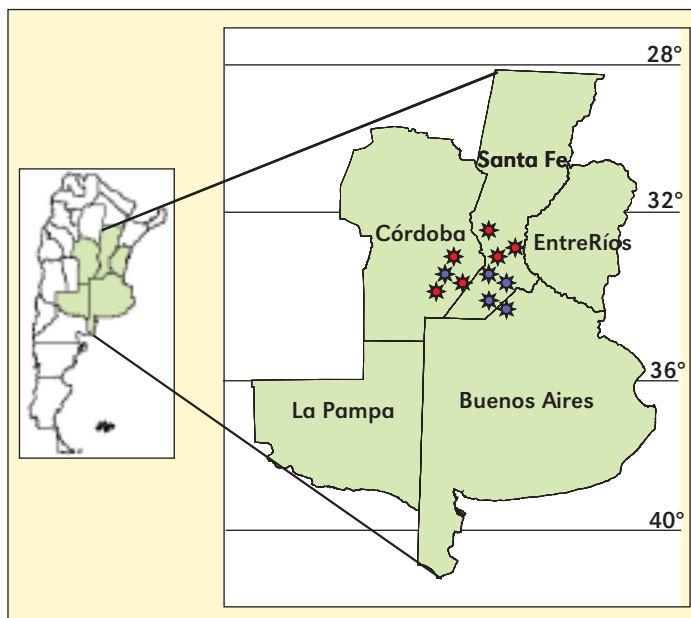 28°
Santa Fe
32°
Córdoba
EntreRíos
36°
La Pampa
Buenos Aires
40°